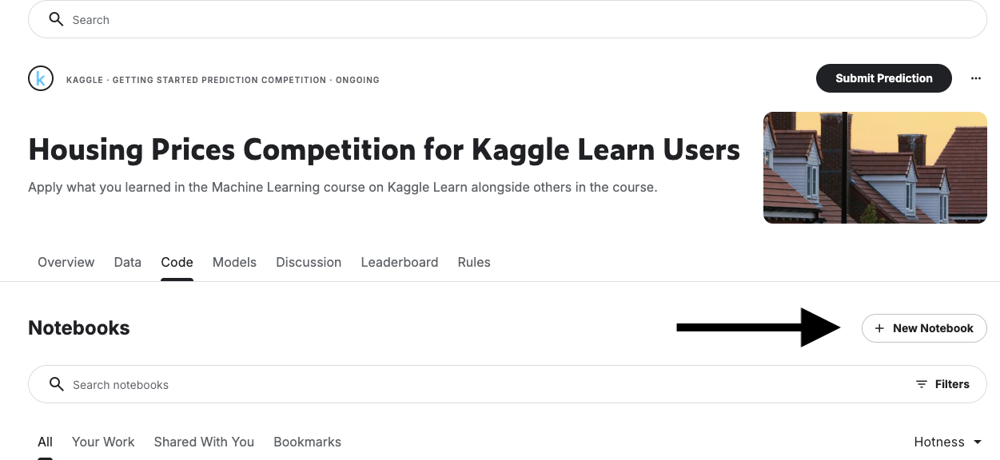 Search
k
KAGGLE · GETTING STARTED PREDICTION COMPETITION · ONGOING
Submit Prediction
Housing Prices Competition for Kaggle Learn Users
Apply what you learned in the Machine Learning course on Kaggle Learn alongside others in the course.
Overview Data Code Models Discussion Leaderboard Rules
Notebooks
+ New Notebook
Search notebooks
Filters
All Your Work Shared With You Bookmarks
Hotness